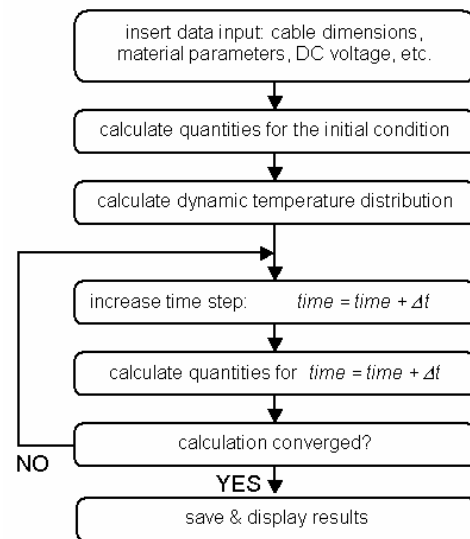 insert data input: cable dimensions,
material parameters, DC voltage, etc.
calculate quantities for the initial condition
calculate dynamic temperature distribution
increase time step: time = time + Δt
calculate quantities for time = time + Δt
calculation converged?
NO
YES
save & display results